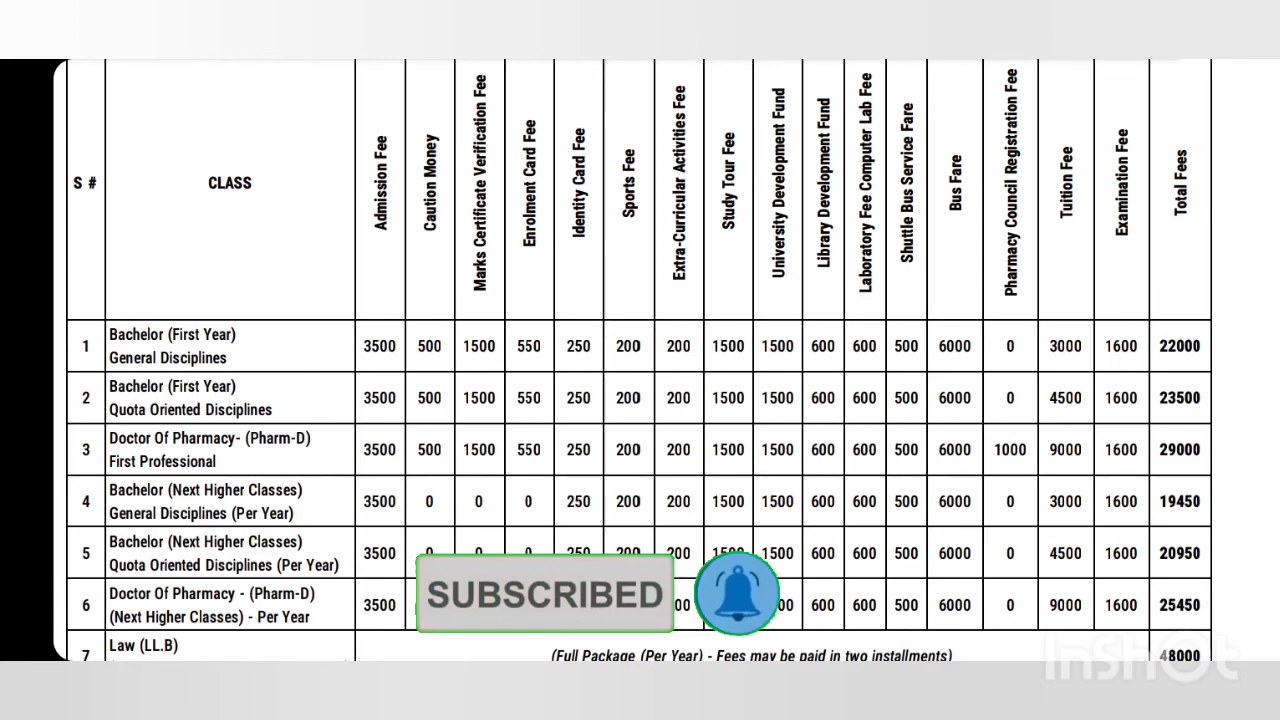 S # CLASS Admission Fee Caution Money Marks Certificate Verification Fee Enrolment Card Fee Identity Card Fee Sports Fee Extra-Curricular Activities Fee Study Tour Fee University Development Fund Library Development Fund Laboratory Fee Computer Lab Fee Shuttle Bus Service Fare Bus Fare Pharmacy Council Registration Fee Tuition Fee Examination Fee Total Fees
Bachelor (First Year)
1 3500 500 1500 550 250 200 200 1500 1500 600 600 500 6000 0 3000 1600 22000
General Disciplines
Bachelor (First Year)
2 3500 500 1500 550 250 200 200 1500 1500 600 600 500 6000 0 4500 1600 23500
Quota Oriented Disciplines
Doctor Of Pharmacy- (Pharm-D)
3 3500 500 1500 550 250 200 200 1500 1500 600 600 500 6000 1000 9000 1600 29000
First Professional
Bachelor (Next Higher Classes)
4 3500 0 0 0 250 200 200 1500 1500 600 600 500 6000 0 3000 1600 19450
General Disciplines (Per Year)
Bachelor (Next Higher Classes)
5 3500 0 0 0 250 200 200 1500 1500 600 600 500 6000 0 4500 1600 20950
Quota Oriented Disciplines (Per Year)
Doctor Of Pharmacy - (Pharm-D)
6 3500 600 600 500 6000 0 9000 1600 25450
(Next Higher Classes) - Per Year
SUBSCRIBED
Law (LL.B)
7 (Full Package (Per Year) - Fees may be paid in two installments) 48000
InShOt